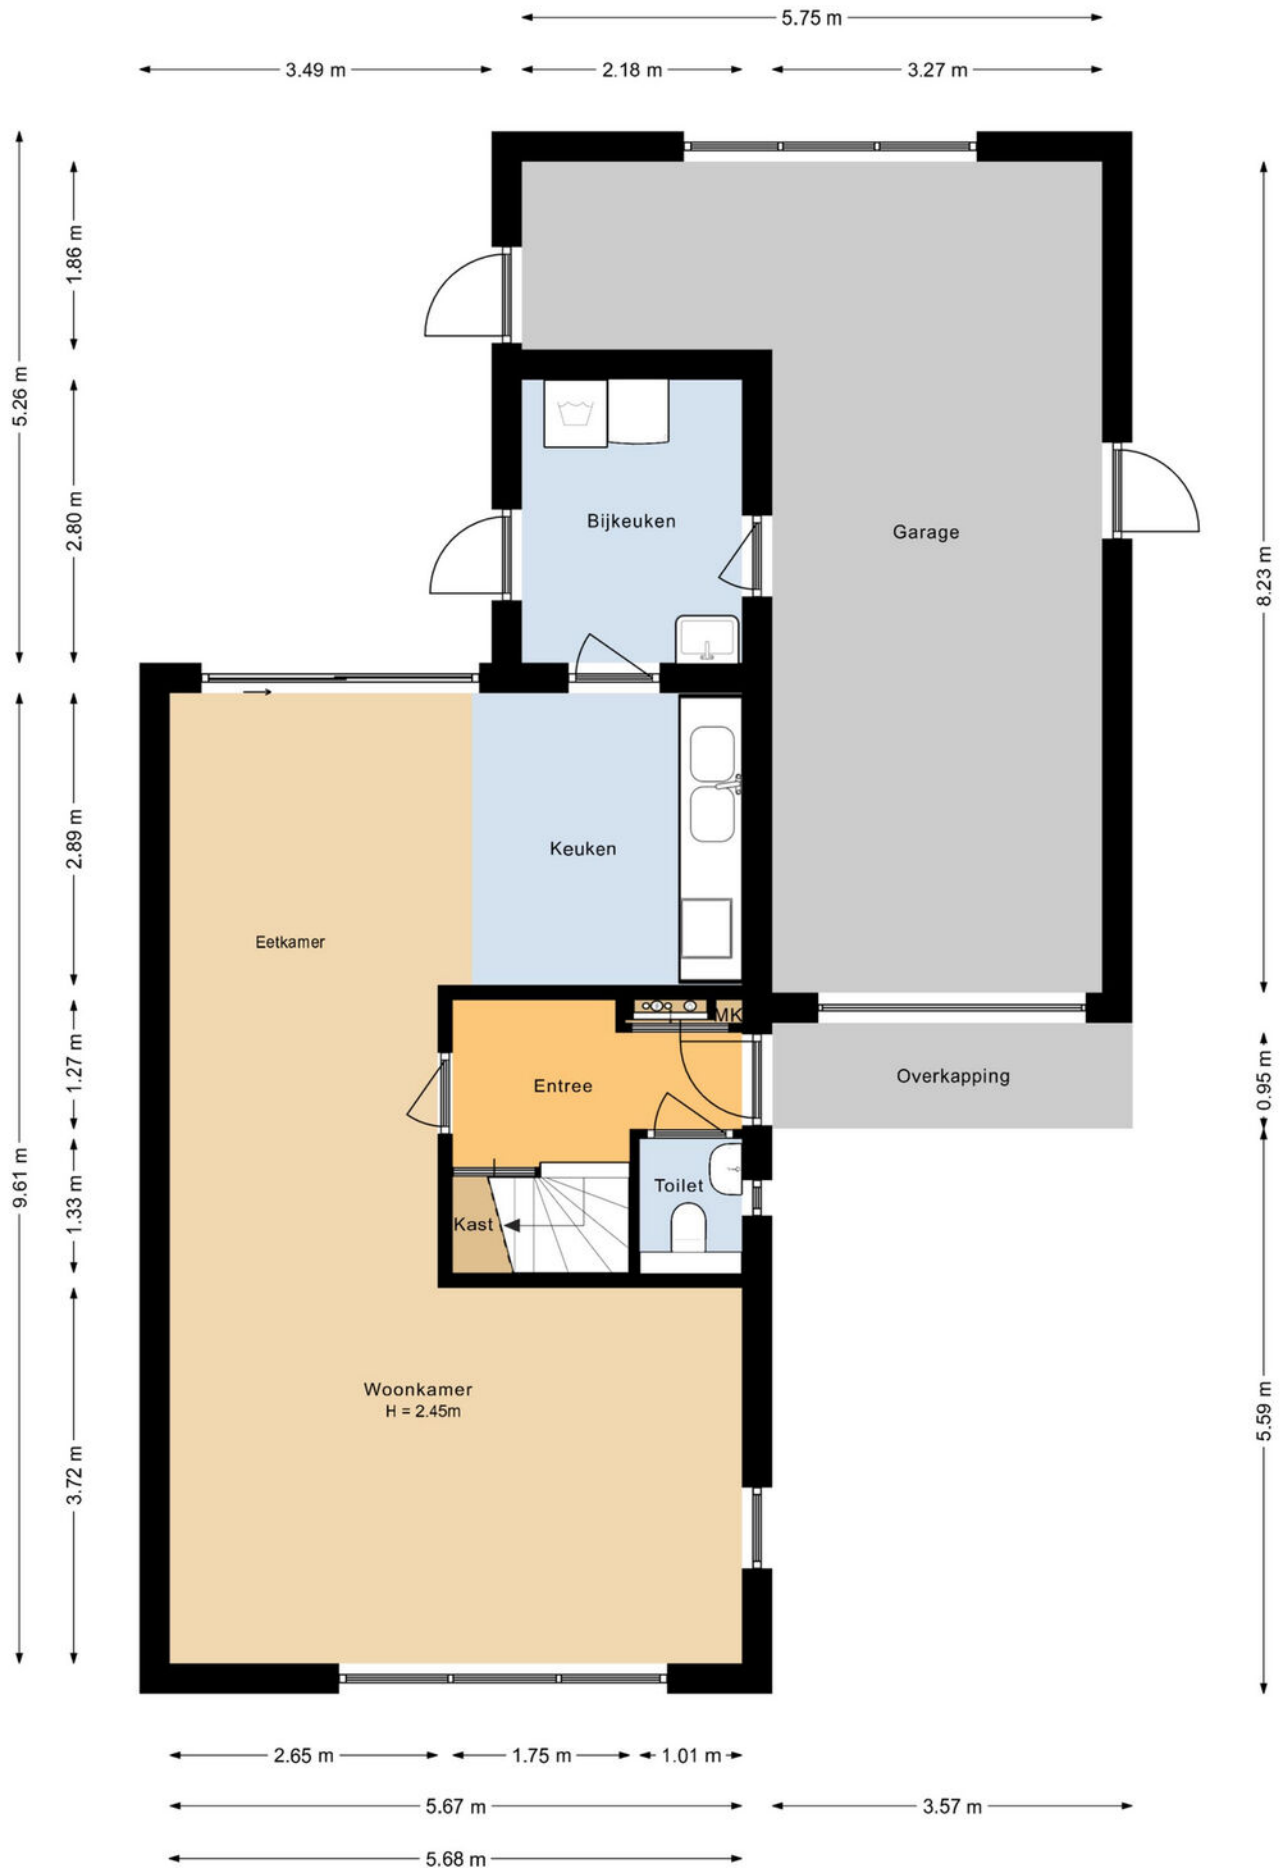 5.75 m
3.49 m
2.18 m
3.27 m
1.86 m
5.26 m
2.80 m
Bijkeuken
Garage
8.23 m
2.89 m
Keuken
Eetkamer
MK
1.27 m
Entree
Overkapping
0.95 m
9.61 m
1.33 m
Toilet
Kast
Woonkamer
H = 2.45m
3.72 m
5.59 m
2.65 m
1.75 m
1.01 m
5.67 m
3.57 m
5.68 m